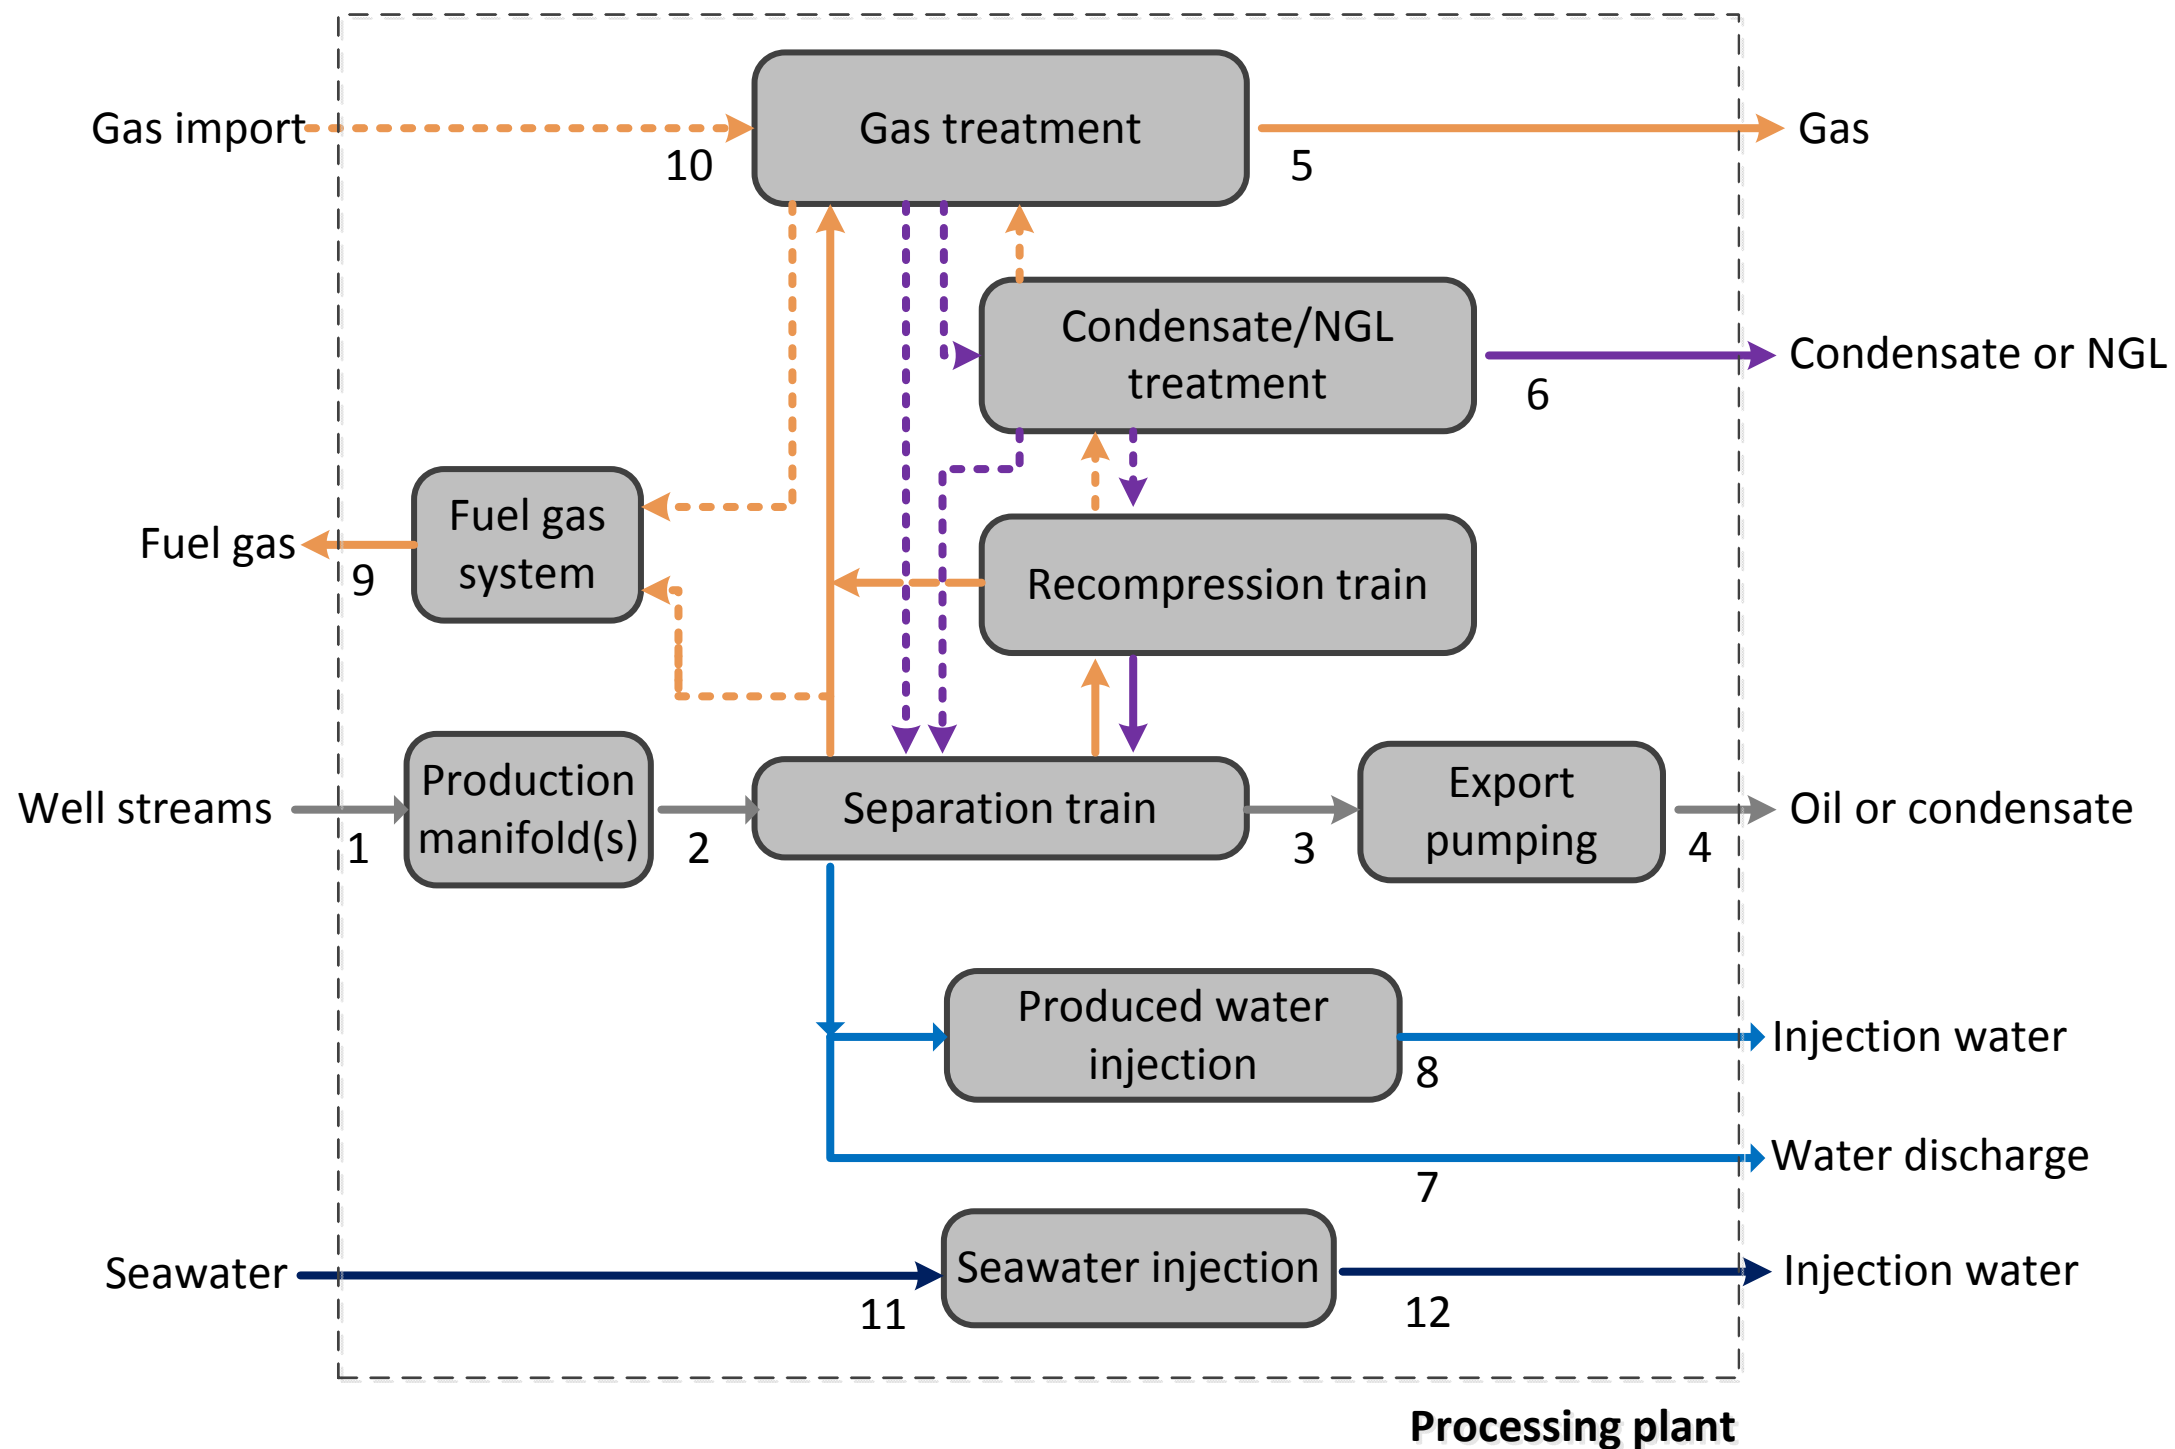 Gas import
10
Gas treatment
5
Gas
Condensate/NGL
treatment
6
Condensate or NGL
Fuel gas
9
Fuel gas
system
Recompression train
Well streams
1
Production
manifold(s)
2
Separation train
3
Export
pumping
4
Oil or condensate
Produced water
injection
8
Injection water
7
Water discharge
Seawater
11
Seawater injection
12
Injection water
Processing plant